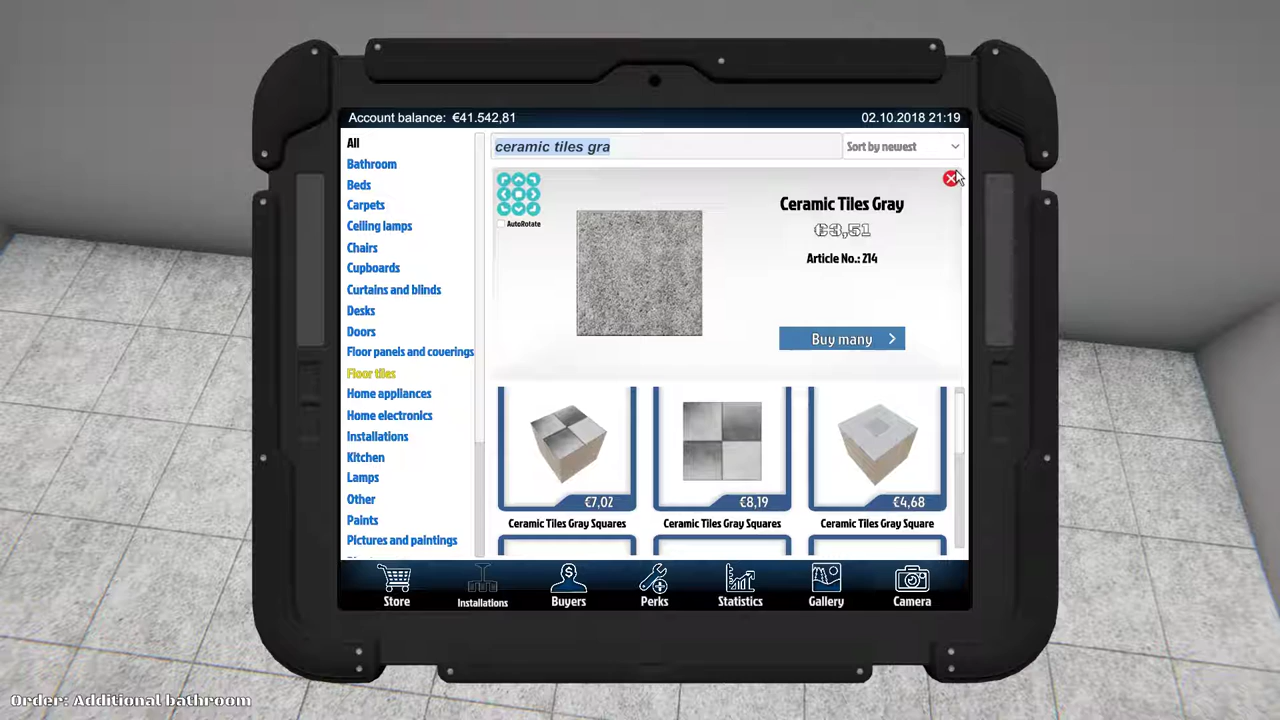 Account balance: €41.542,81
02.10.2018 21:19
All
Bathroom
Beds
Carpets
Ceiling lamps
Chairs
Cupboards
Curtains and blinds
Desks
Doors
Floor panels and coverings
Floor tiles
Home appliances
Home electronics
Installations
Kitchen
Lamps
Other
Paints
Pictures and paintings
ceramic tiles gra
Sort by newest
AutoRotate
Ceramic Tiles Gray
€3,51
Article No.: 214
Buy many
€7,02
€8,19
€4,68
Ceramic Tiles Gray Squares
Ceramic Tiles Gray Squares
Ceramic Tiles Gray Square
Store
Installations
Buyers
Perks
Statistics
Gallery
Camera
Order: Additional bathroom